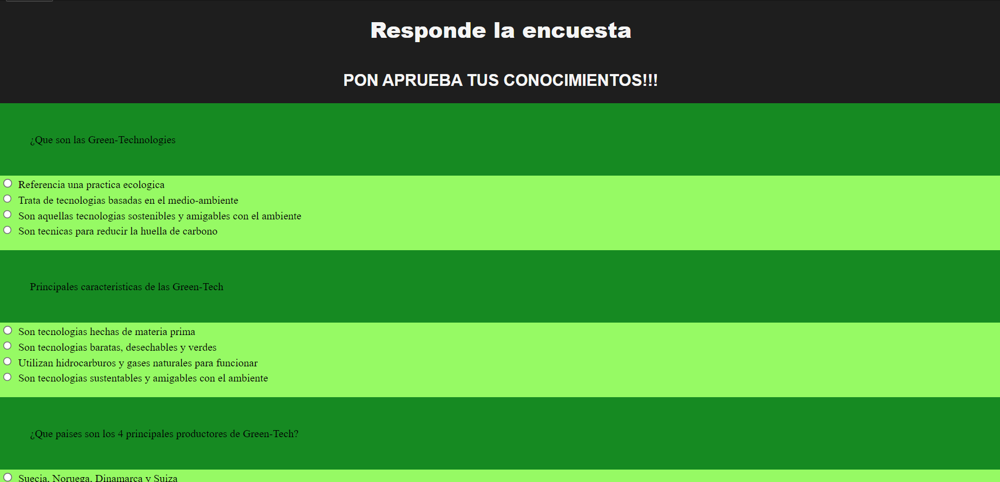 Responde la encuesta
PON APRUEBA TUS CONOCIMIENTOS!!!
¿Que son las Green-Technologies
Referencia una practica ecologica
Trata de tecnologias basadas en el medio-ambiente
Son aquellas tecnologias sostenibles y amigables con el ambiente
Son tecnicas para reducir la huella de carbono
Principales caracteristicas de las Green-Tech
Son tecnologias hechas de materia prima
Son tecnologias baratas, desechables y verdes
Utilizan hidrocarburos y gases naturales para funcionar
Son tecnologias sustentables y amigables con el ambiente
¿Que paises son los 4 principales productores de Green-Tech?
Suecia, Noruega, Dinamarca y Suiza